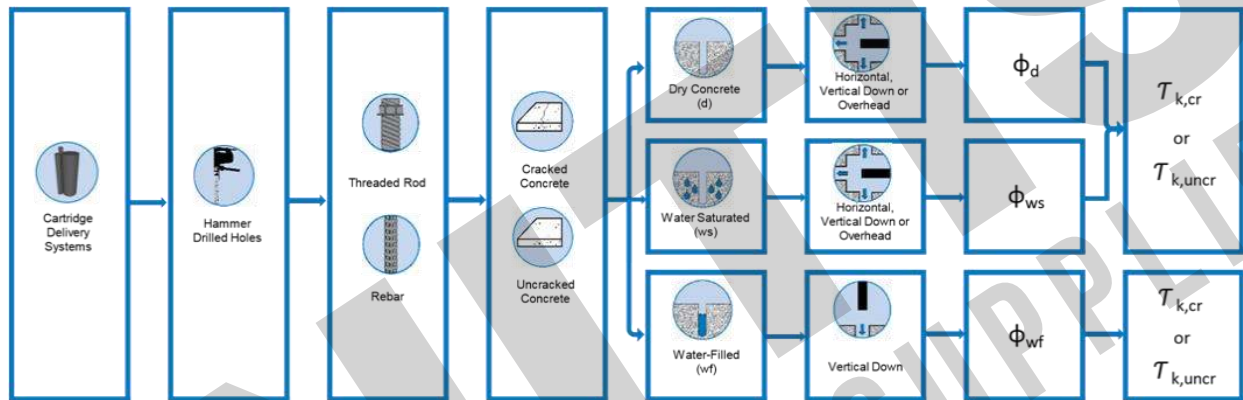 Cartridge
Delivery
Systems
Hammer
Drilled Holes
Threaded Rod
Rebar
Cracked
Concrete
Uncracked
Concrete
Dry Concrete
(d)
Horizontal,
Vertical Down or
Overhead
Φd
Water Saturated
(ws)
Horizontal,
Vertical Down or
Overhead
Φws
τk,cr
or
τk,uncr
Water-Filled
(wf)
Vertical Down
Φwf
τk,cr
or
τk,uncr